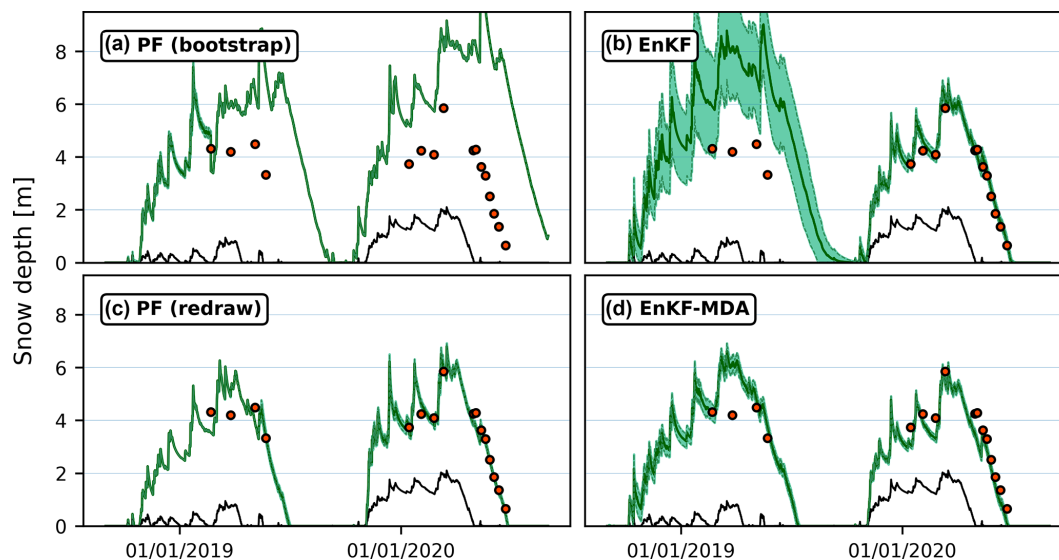 (a) PF (bootstrap)
(b) EnKF
8
6
4
2
0
Snow depth [m]
(c) PF (redraw)
(d) EnKF-MDA
8
6
4
2
0
01/01/2019
01/01/2020
01/01/2019
01/01/2020